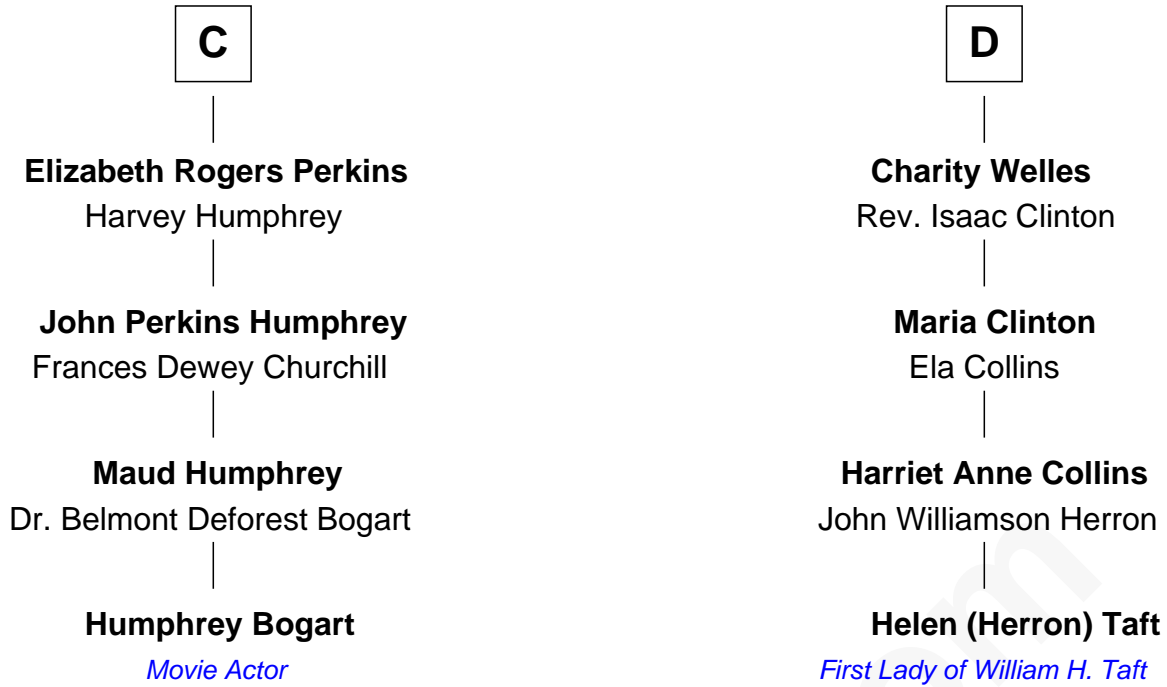 C
Elizabeth Rogers Perkins
Harvey Humphrey
John Perkins Humphrey
Frances Dewey Churchill
Maud Humphrey
Dr. Belmont Deforest Bogart
Humphrey Bogart
Movie Actor
D
Charity Welles
Rev. Isaac Clinton
Maria Clinton
Ela Collins
Harriet Anne Collins
John Williamson Herron
Helen (Herron) Taft
First Lady of William H. Taft